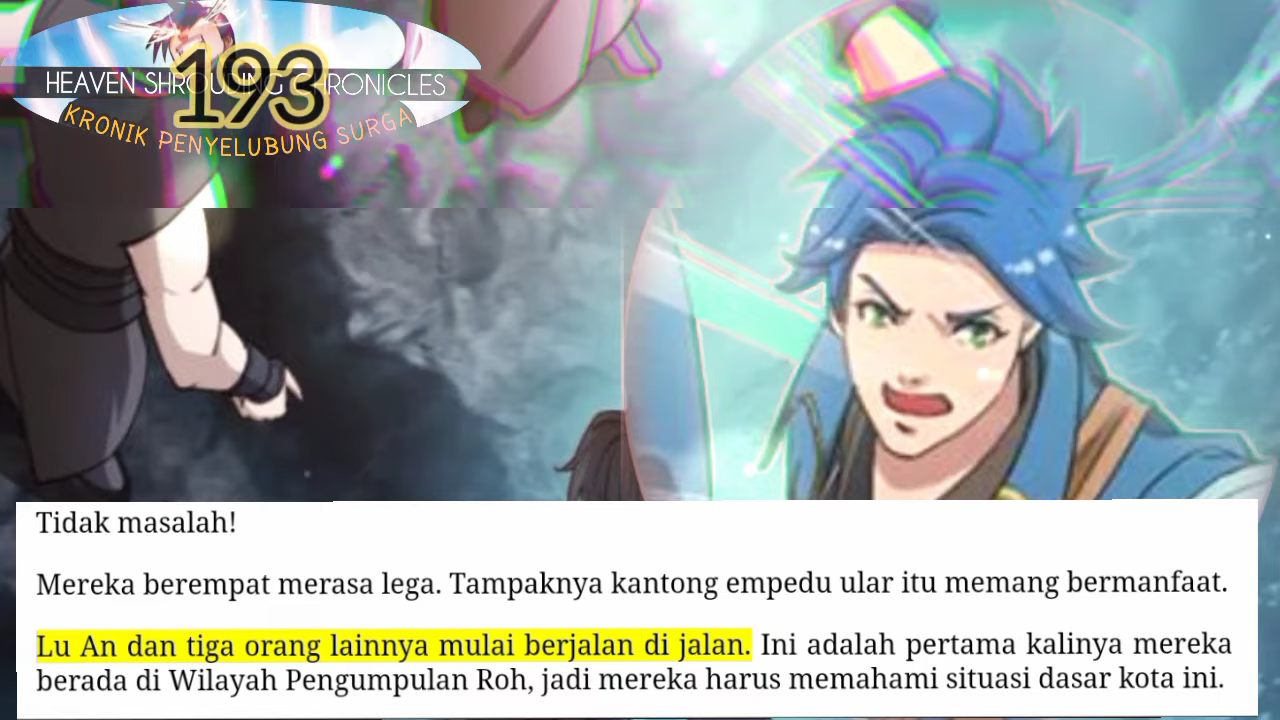 193
HEAVEN SHROUDING CHRONICLES
KRONIK PENYELUBUNG SURGA
Tidak masalah!
Mereka berempat merasa lega. Tampaknya kantong empedu ular itu memang bermanfaat.
Lu An dan tiga orang lainnya mulai berjalan di jalan. Ini adalah pertama kalinya mereka
berada di Wilayah Pengumpulan Roh, jadi mereka harus memahami situasi dasar kota ini.